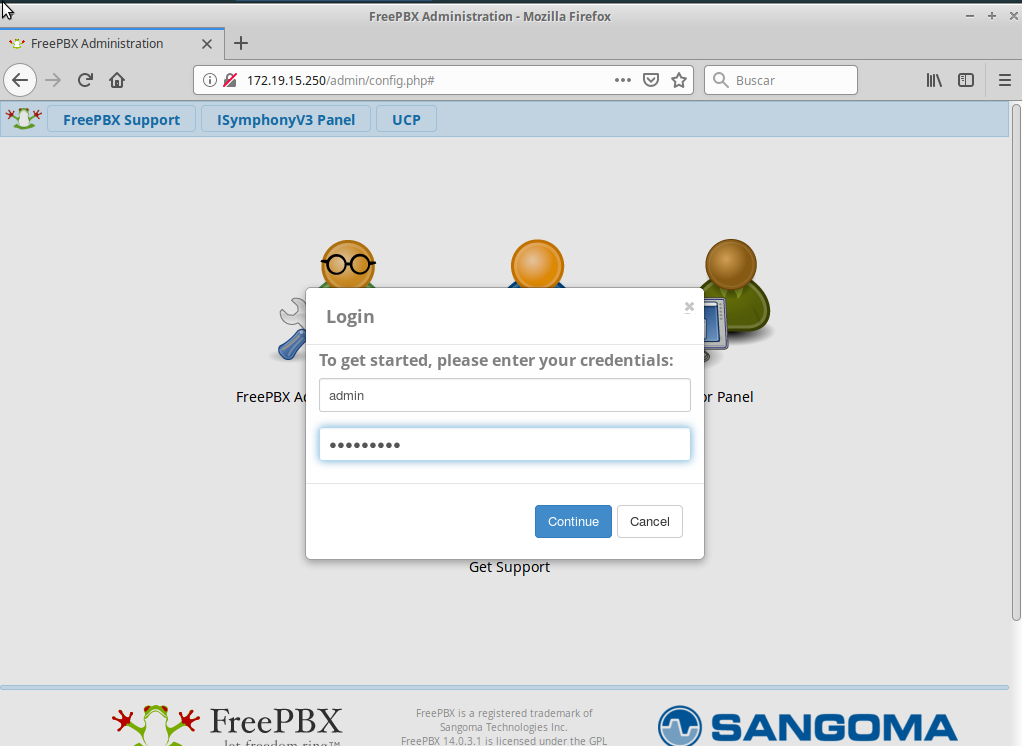 FreePBX Administration - Mozilla Firefox
FreePBX Administration
172.19.15.250/admin/config.php#
Buscar
FreePBX Support
ISymphonyV3 Panel
UCP
Login
To get started, please enter your credentials:
admin
•••••••••
FreePBX Ad
or Panel
Continue
Cancel
Get Support
FreePBX
let freedom ring™
FreePBX is a registered trademark of
Sangoma Technologies Inc.
FreePBX 14.0.3.1 is licensed under the GPL
SANGOMA